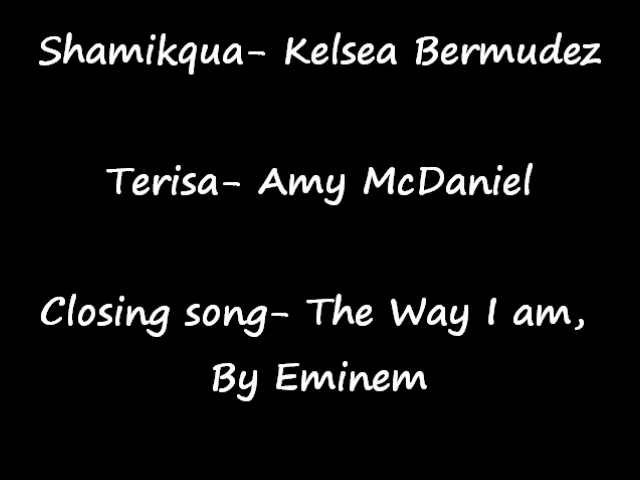 Shamikqua- Kelsea Bermudez
Terisa- Amy McDaniel
Closing song- The Way I am,
By Eminem